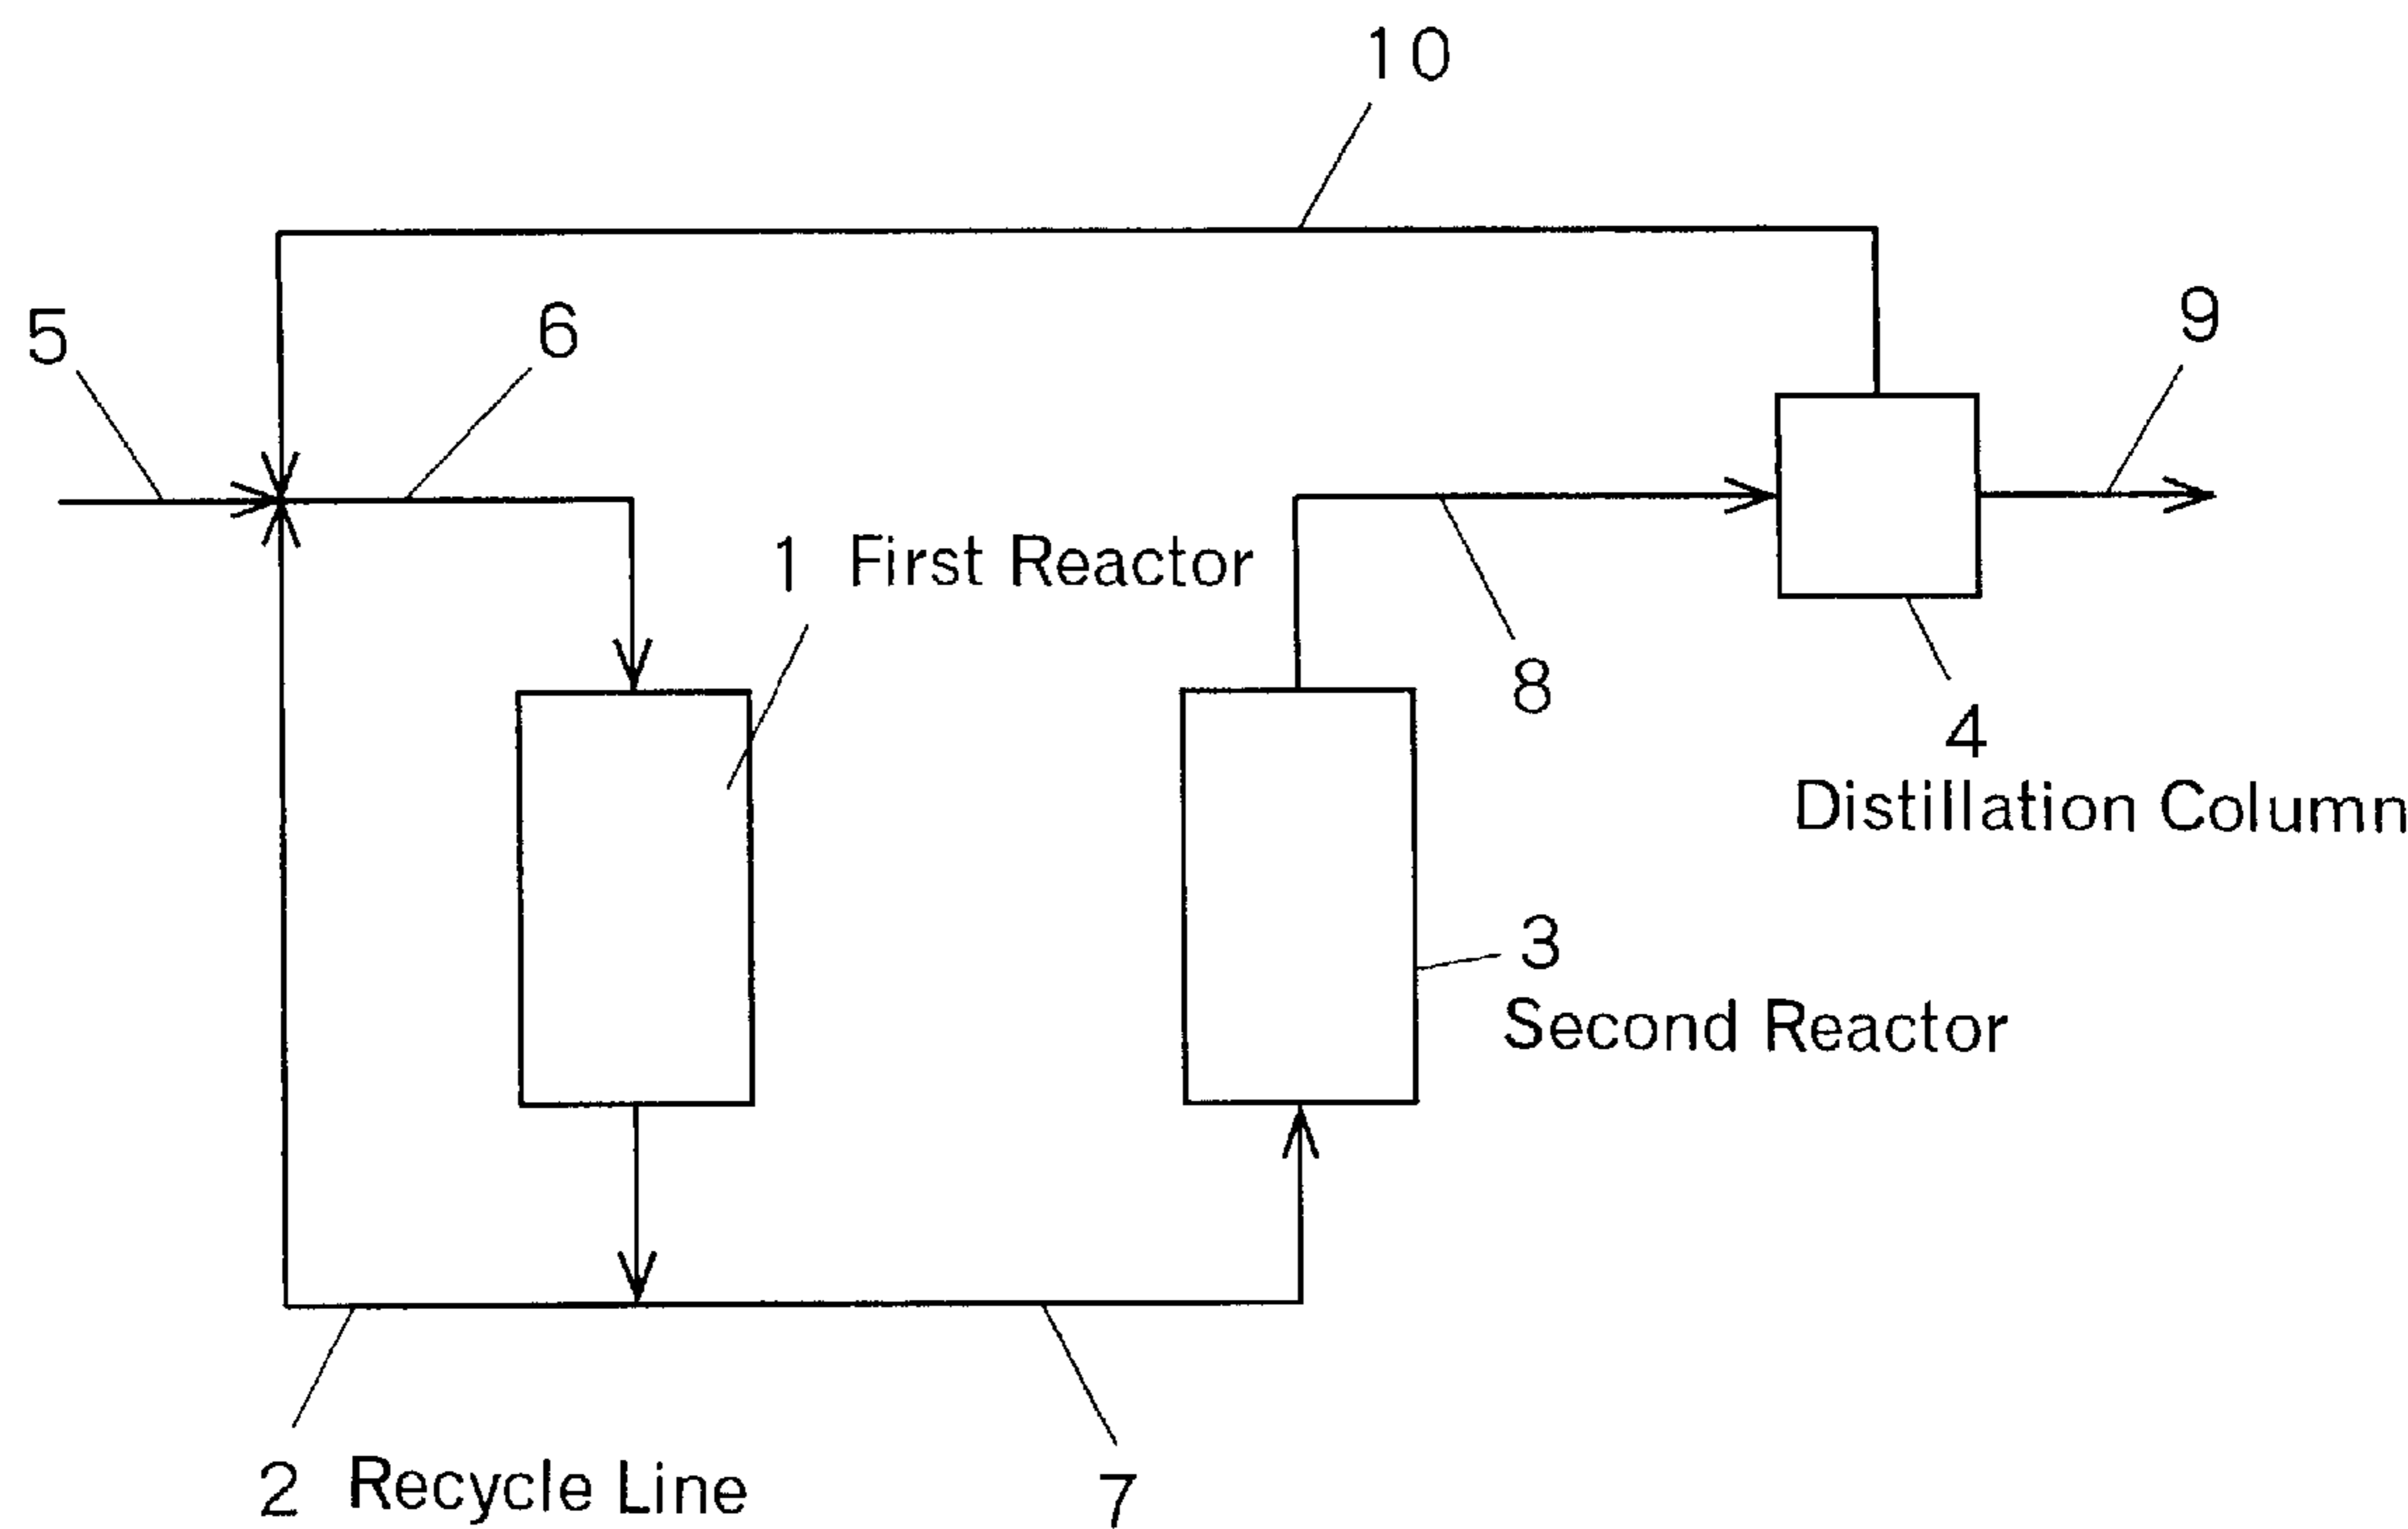 10
5
6
9
1 First Reactor
8
4
Distillation Column
3
Second Reactor
2 Recycle Line
7